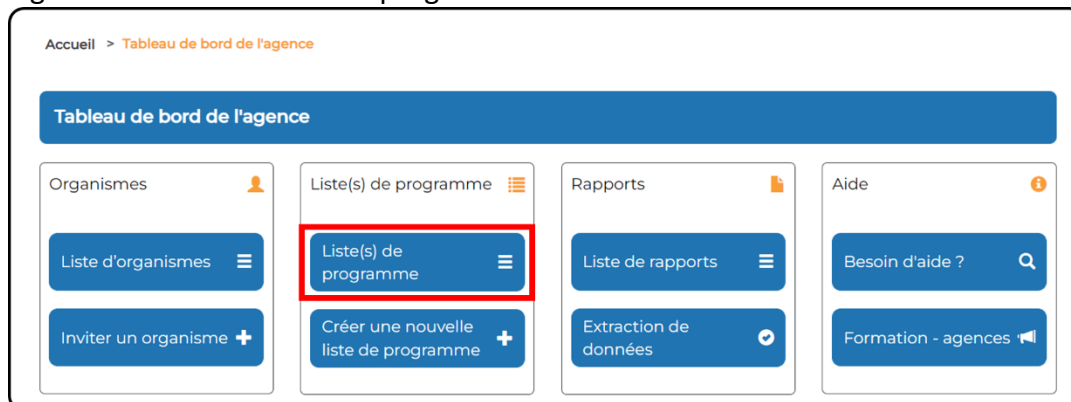 Accueil > Tableau de bord de l'agence
Tableau de bord de l'agence
Organismes
Liste d'organismes
Inviter un organisme
Liste(s) de programme
Liste(s) de
programme
Créer une nouvelle
liste de programme
Rapports
Liste de rapports
Extraction de
données
Aide
Besoin d'aide ?
Formation - agences